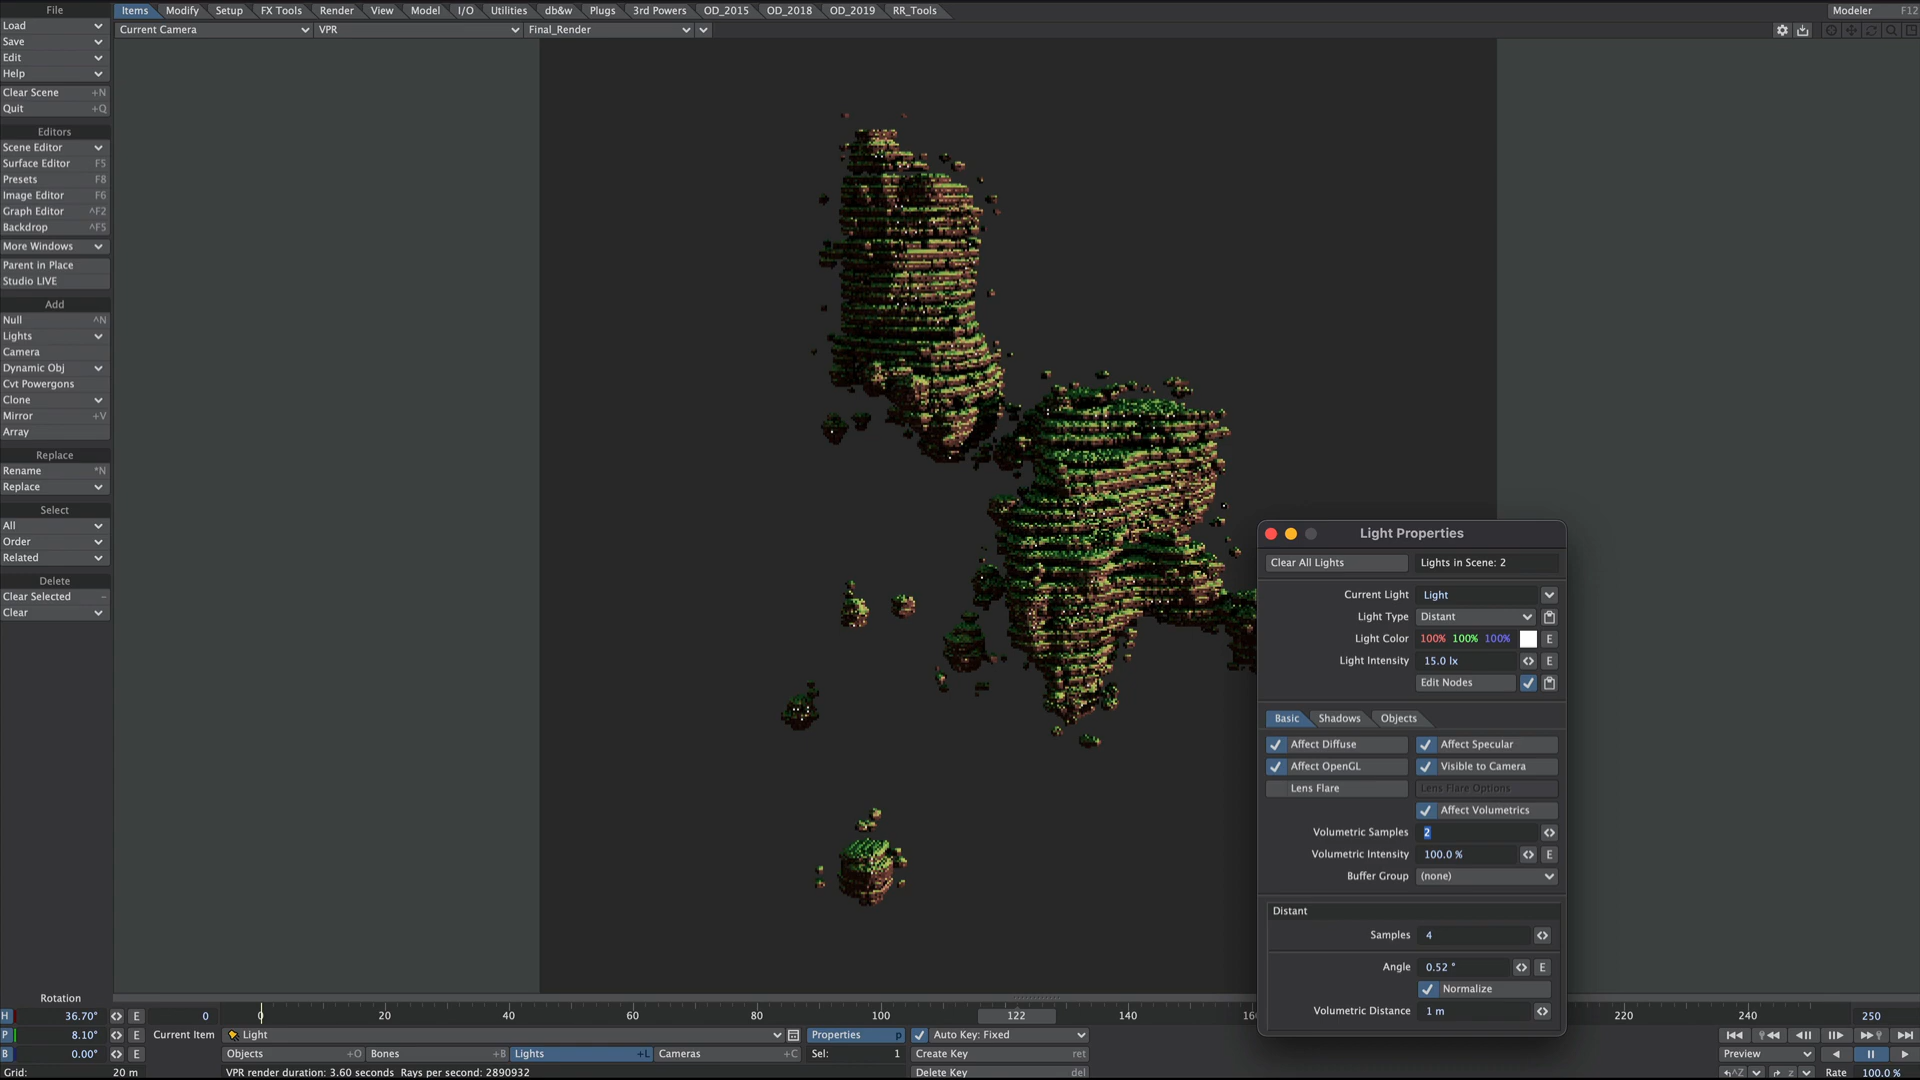 File
Items Modify Setup FX Tools Render View Model I/O Utilities db&w Plugs 3rd Powers OD_2015 OD_2018 OD_2019 RR_Tools Modeler F12
Load
Current Camera VPR Final_Render
Save
Edit
Help
Clear Scene +N
Quit +Q
Editors
Scene Editor
Surface Editor F5
Presets F8
Image Editor F6
Graph Editor ^F2
Backdrop ^F5
More Windows
Parent in Place
Studio LIVE
Add
Null ^N
Lights
Camera
Dynamic Obj
Cvt Powergons
Clone
Mirror +V
Array
Replace
Rename *N
Replace
Select
All
Order
Related
Delete
Clear Selected –
Clear
Light Properties
Clear All Lights Lights in Scene: 2
Current Light Light
Light Type Distant
Light Color 100% 100% 100% E
Light Intensity 15.0 lx E
Edit Nodes
Basic Shadows Objects
Affect Diffuse Affect Specular
Affect OpenGL Visible to Camera
Lens Flare Lens Flare Options
Affect Volumetrics
Volumetric Samples 2
Volumetric Intensity 100.0 % E
Buffer Group (none)
Distant
Samples 4
Angle 0.52 ° E
Normalize
Volumetric Distance 1 m
Rotation
H 36.70° E 0 0 20 40 60 80 100 122 140 220 240 250
P 8.10° E Current Item Light Properties p Auto Key: Fixed
B 0.00° E Objects +O Bones +B Lights +L Cameras +C Sel: 1 Create Key ret Preview
Grid: 20 m VPR render duration: 3.60 seconds Rays per second: 2890932 Delete Key del ^Z z Rate 100.0 %